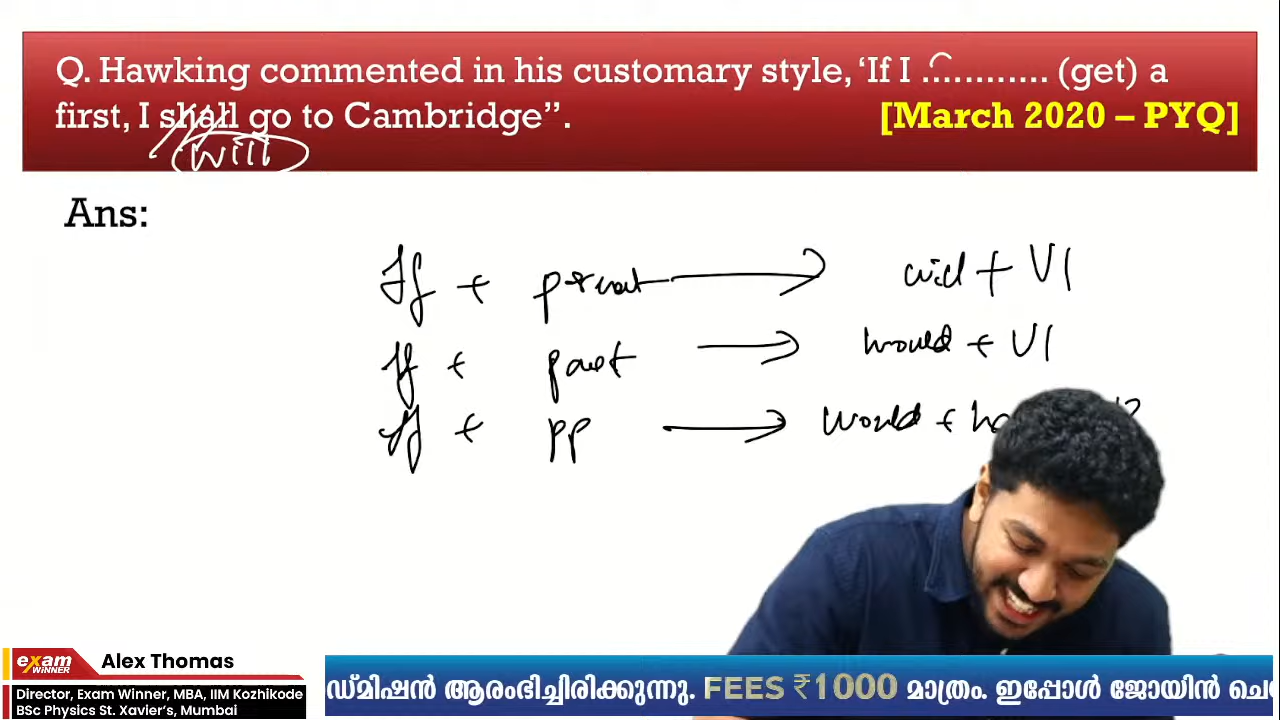 Q. Hawking commented in his customary style, ‘If I ............ (get) a
first, I shall go to Cambridge”.
[March 2020 – PYQ]
will
Ans:
If + present → will + V1
If + past → would + V1
If + pp → would +
exam
WINNER
Alex Thomas
Director, Exam Winner, MBA, IIM Kozhikode
BSc Physics St. Xavier’s, Mumbai
ഡ്മിഷൻ ആരംഭിച്ചിരിക്കുന്നു. FEES ₹1000 മാത്രം. ഇപ്പോൾ ജോയിൻ